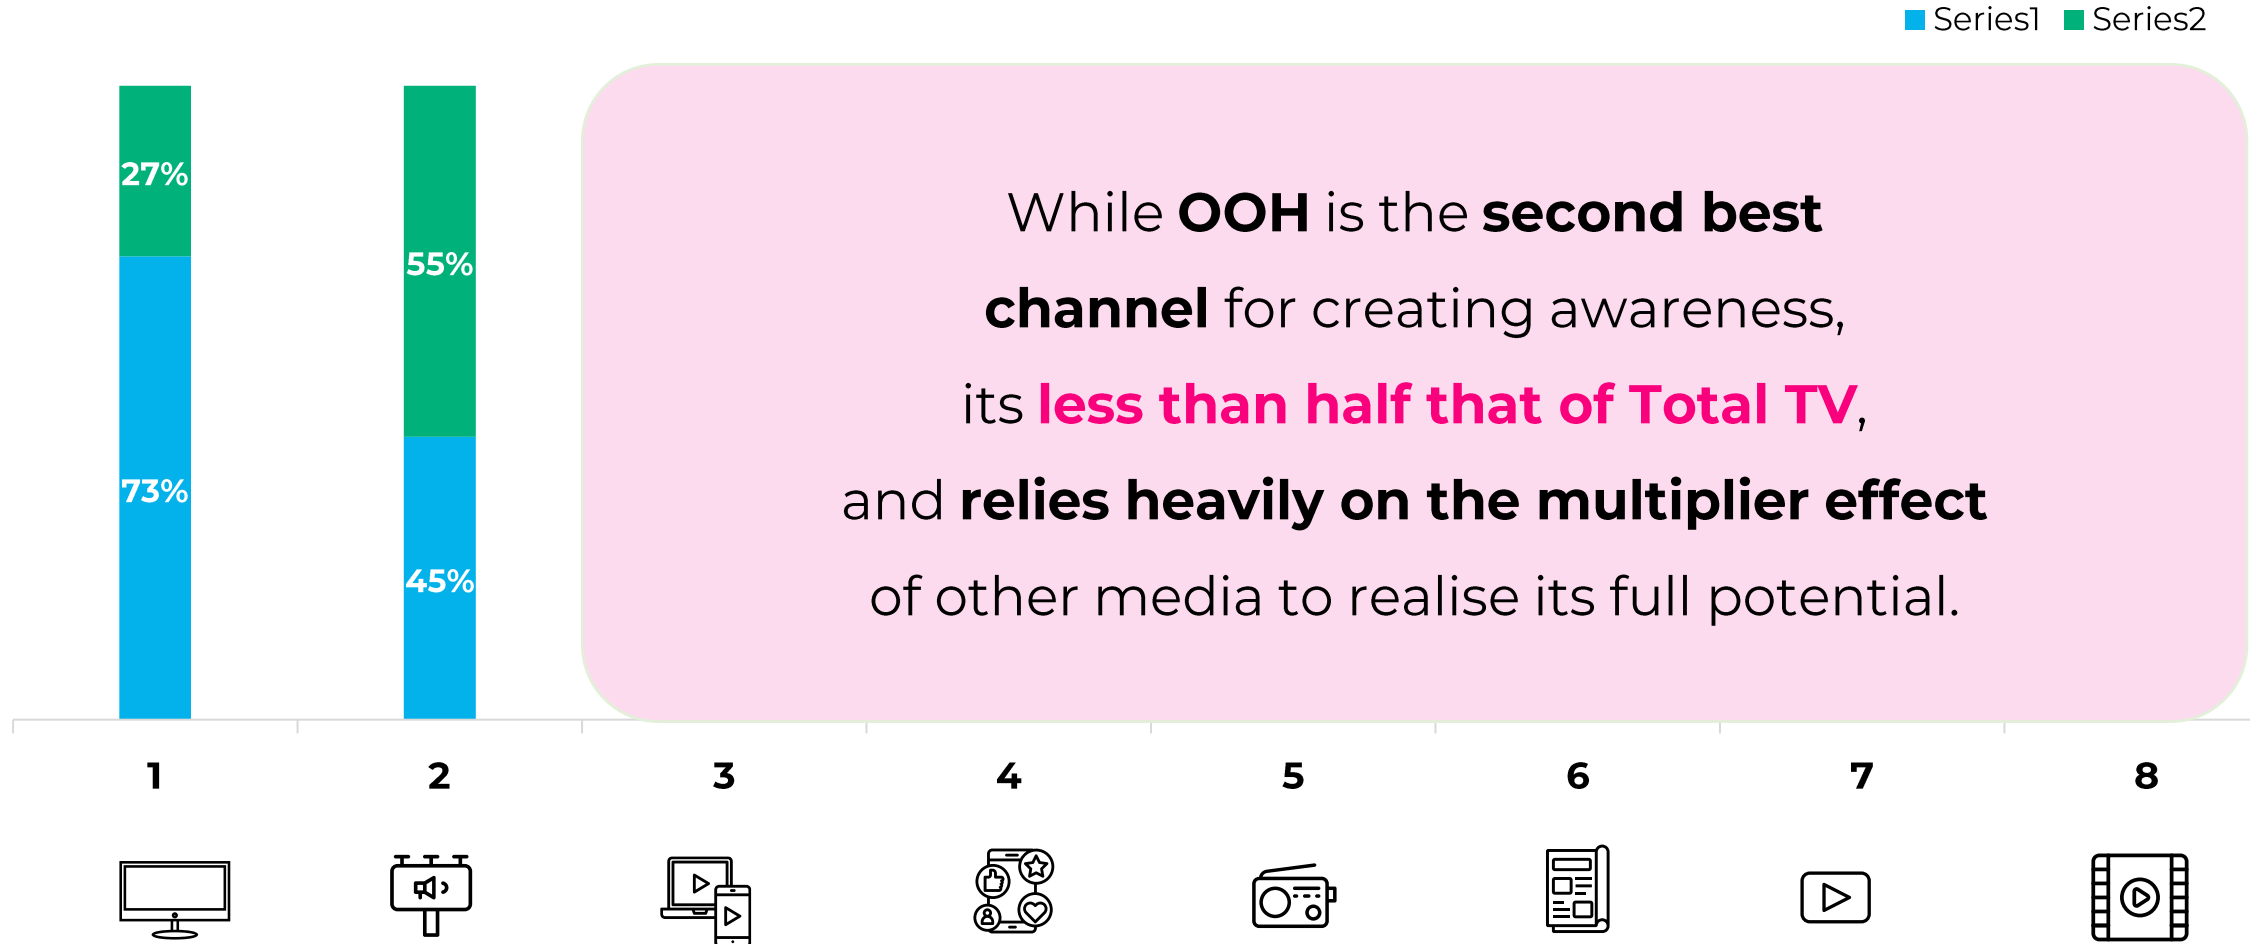 Series1 Series2
27%
55%
73%
45%
While OOH is the second best
channel for creating awareness,
its less than half that of Total TV,
and relies heavily on the multiplier effect
of other media to realise its full potential.
1 2 3 4 5 6 7 8